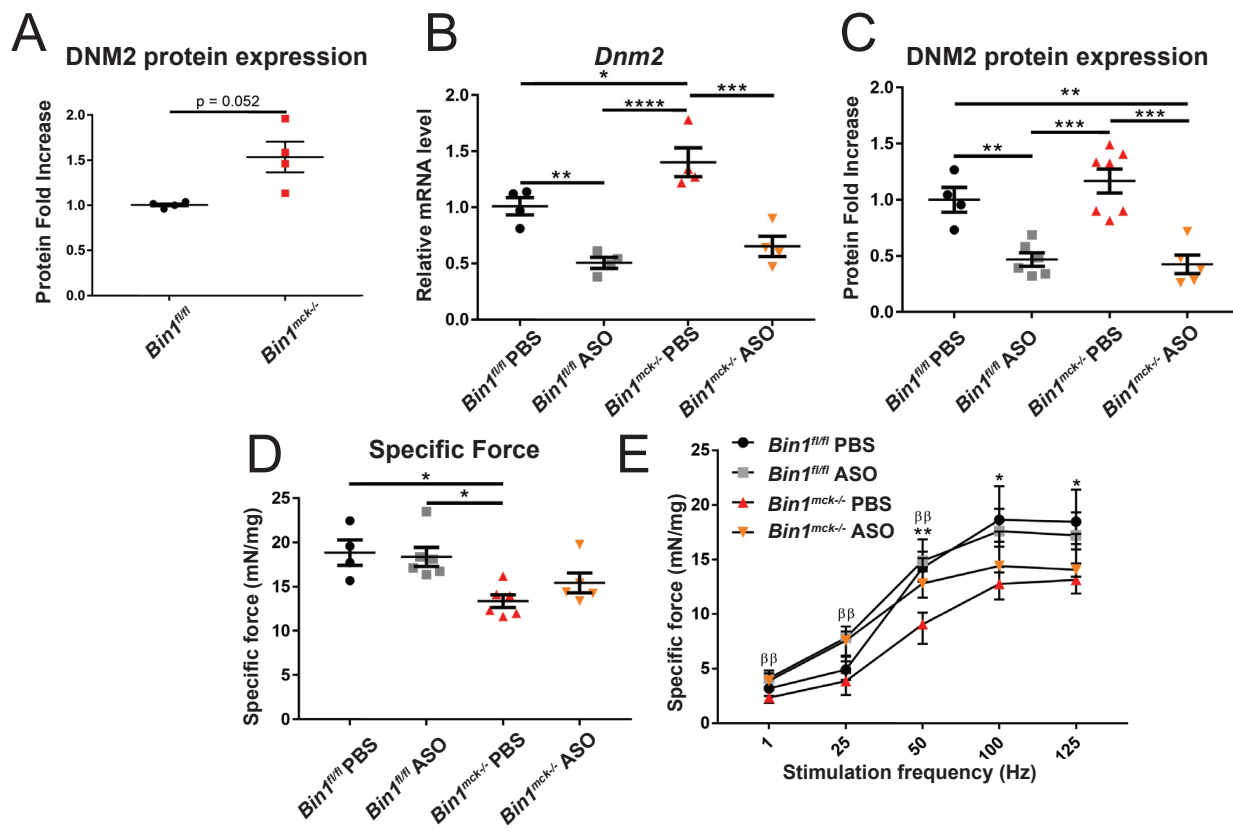 A
DNM2 protein expression
p = 0.052
Protein Fold Increase
2.0
1.5
1.0
0.5
0.0
Bin1fl/fl
Bin1mck-/-
B
Dnm2
*
***
****
**
Relative mRNA level
2.0
1.5
1.0
0.5
0.0
Bin1fl/fl PBS
Bin1fl/fl ASO
Bin1mck-/- PBS
Bin1mck-/- ASO
C
DNM2 protein expression
**
***
***
**
Protein Fold Increase
2.0
1.5
1.0
0.5
0.0
Bin1fl/fl PBS
Bin1fl/fl ASO
Bin1mck-/- PBS
Bin1mck-/- ASO
D
Specific Force
*
*
Specific force (mN/mg)
25
20
15
10
5
0
Bin1fl/fl PBS
Bin1fl/fl ASO
Bin1mck-/- PBS
Bin1mck-/- ASO
E
Bin1fl/fl PBS
Bin1fl/fl ASO
Bin1mck-/- PBS
Bin1mck-/- ASO
Specific force (mN/mg)
25
20
15
10
5
0
ββ
ββ
ββ
**
*
*
1
25
50
100
125
Stimulation frequency (Hz)